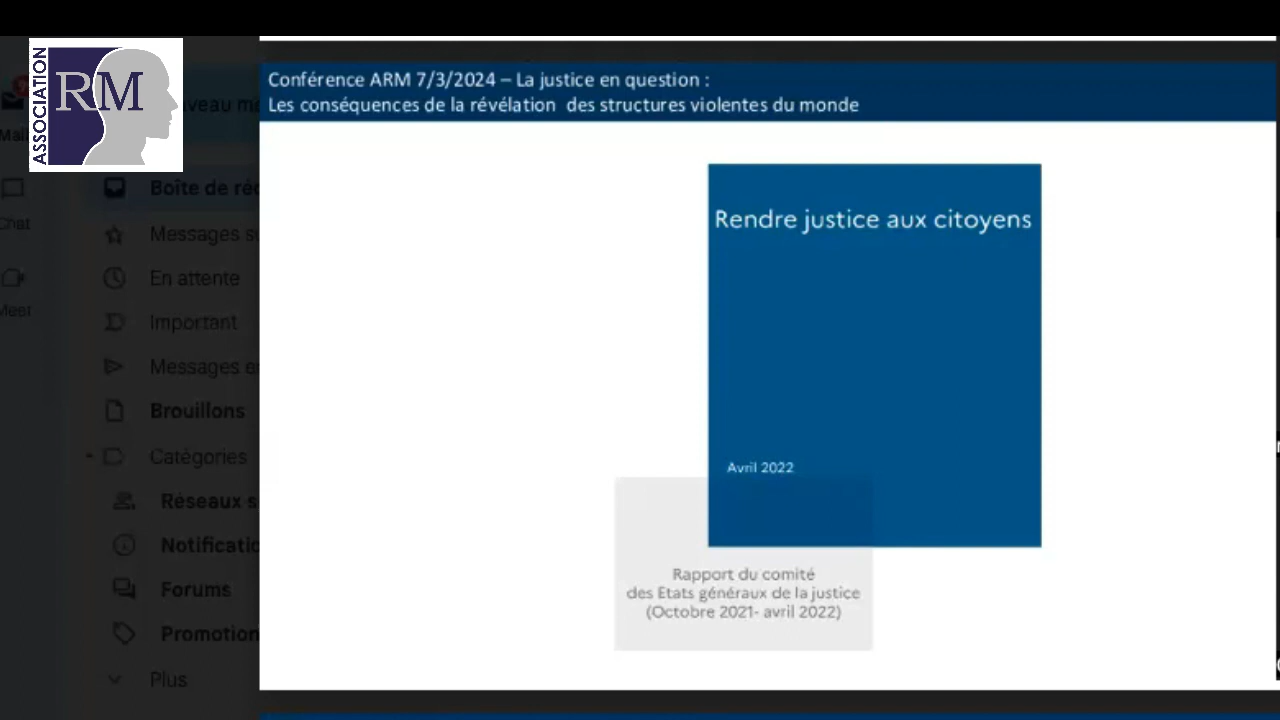 ASSOCIATION
RM
Conférence ARM 7/3/2024 – La justice en question :
Les conséquences de la révélation des structures violentes du monde
Rendre justice aux citoyens
Avril 2022
Rapport du comité
des Etats généraux de la justice
(Octobre 2021- avril 2022)
Mail
Chat
Meet
Boîte de ré
Messages su
En attente
Important
Messages e
Brouillons
Catégories
Réseaux s
Notificatio
Forums
Promotion
Plus